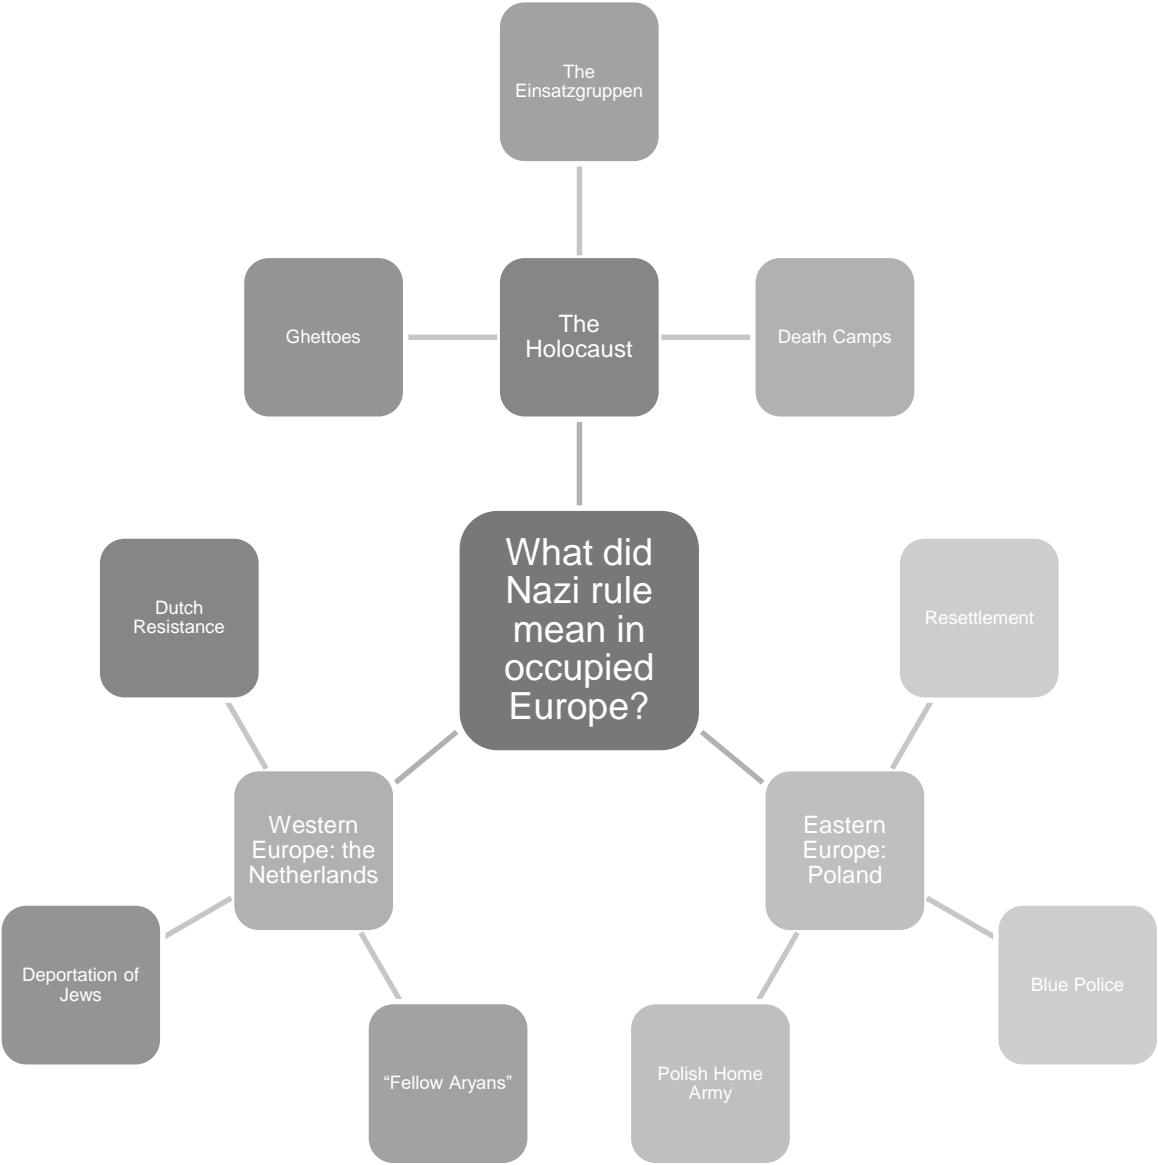 The
Einsatzgruppen
Ghettoes
The
Holocaust
Death Camps
What did
Nazi rule
mean in
occupied
Europe?
Dutch
Resistance
Resettlement
Western
Europe: the
Netherlands
Eastern
Europe:
Poland
Deportation of
Jews
Blue Police
“Fellow Aryans”
Polish Home
Army